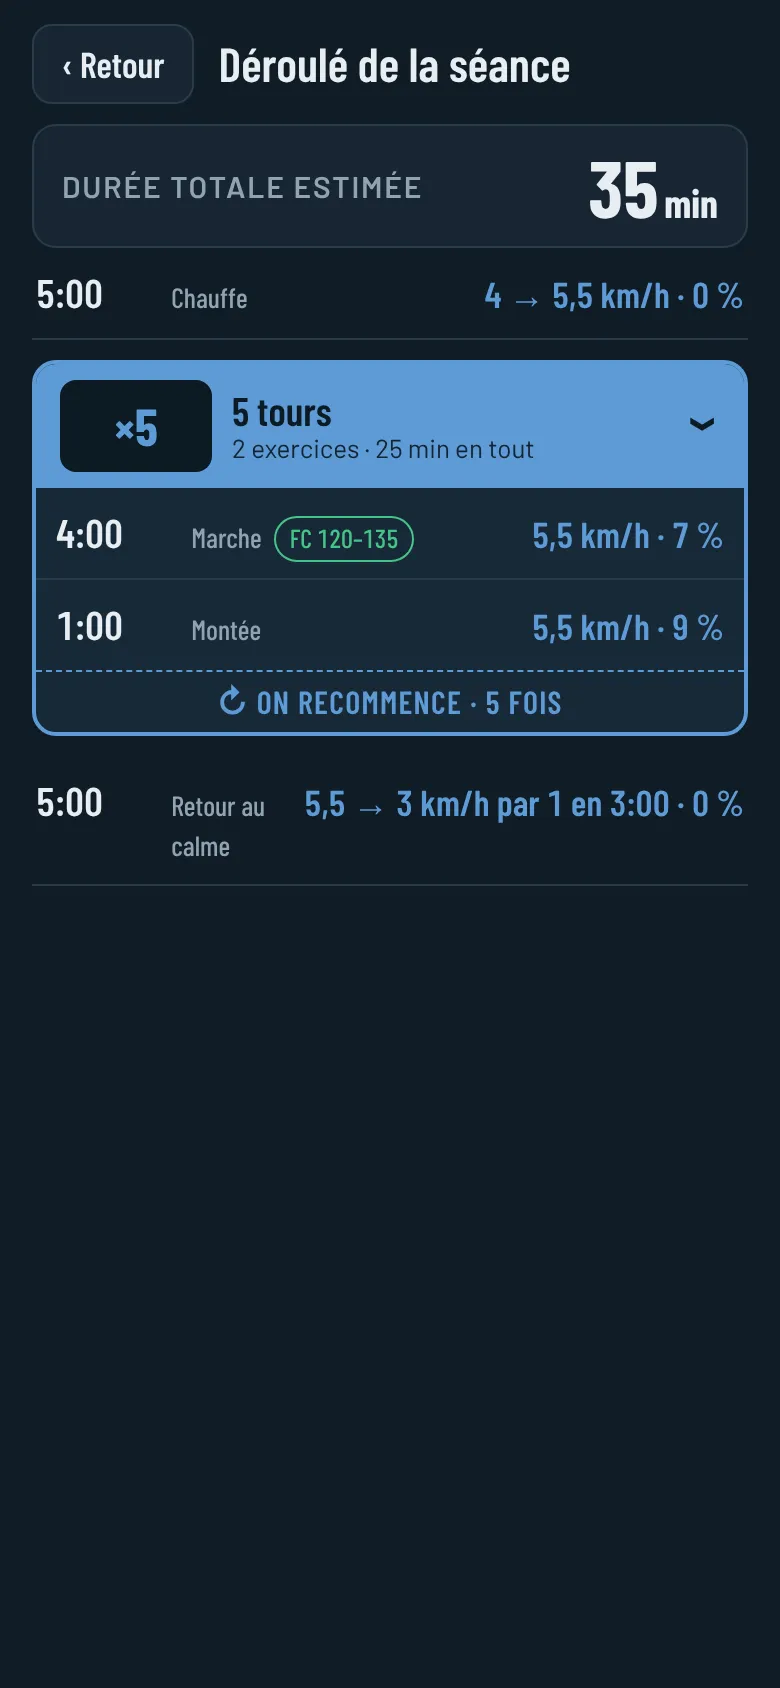 ‹ Retour Déroulé de la séance
DURÉE TOTALE ESTIMÉE 35 min
5:00 Chauffe 4 → 5,5 km/h · 0 %
×5 5 tours
2 exercices · 25 min en tout
4:00 Marche FC 120–135 5,5 km/h · 7 %
1:00 Montée 5,5 km/h · 9 %
↻ ON RECOMMENCE · 5 FOIS
5:00 Retour au 5,5 → 3 km/h par 1 en 3:00 · 0 %
calme